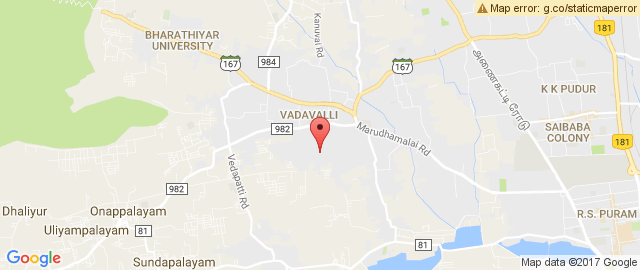 Map error: g.co/staticmaperror
Kanuvai Rd
BHARATHIYAR
UNIVERSITY
984
167
167
181
K K PUDUR
VADAVALLI
982
Marudhamalai Rd
SAIBABA
COLONY
181
Vedapatti Rd
982
Dhaliyur
Onappalayam
R.S. PURAM
Uliyampalayam
81
81
Sundapalayam
Google
Map data ©2017 Google